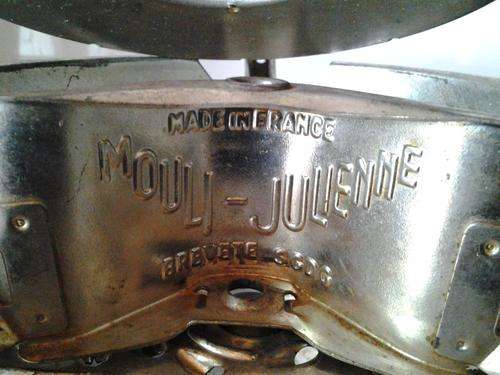 MADE IN FRANCE
MOULI-JULIENNE
BREVETE S.G.D.G